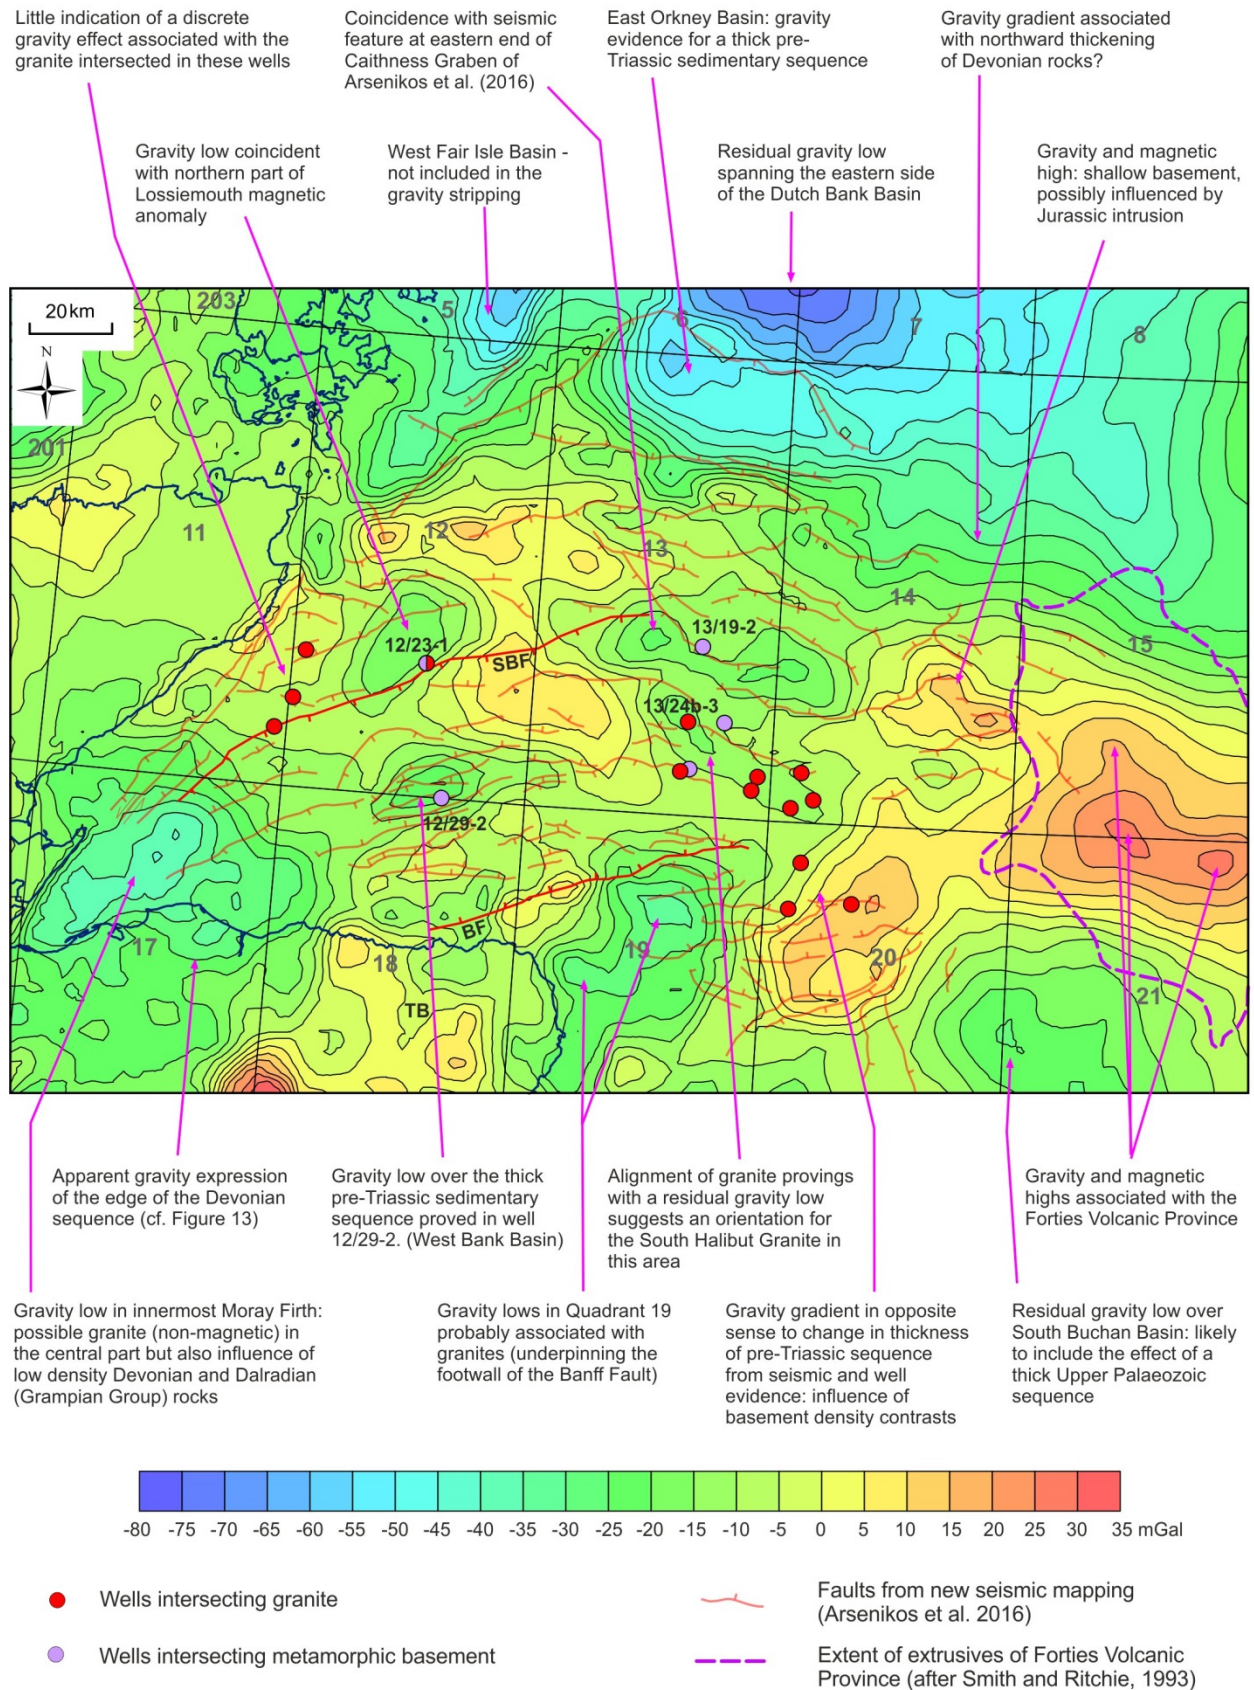 Little indication of a discrete
gravity effect associated with the
granite intersected in these wells
Coincidence with seismic
feature at eastern end of
Caithness Graben of
Arsenikos et al. (2016)
East Orkney Basin: gravity
evidence for a thick pre-
Triassic sedimentary sequence
Gravity gradient associated
with northward thickening
of Devonian rocks?
Gravity low coincident
with northern part of
Lossiemouth magnetic
anomaly
West Fair Isle Basin -
not included in the
gravity stripping
Residual gravity low
spanning the eastern side
of the Dutch Bank Basin
Gravity and magnetic
high: shallow basement,
possibly influenced by
Jurassic intrusion
20 km
N
203
5
6
7
8
201
11
12
13
14
15
12/23-1
13/19-2
SBF
13/24b-3
12/29-2
BF
17
18
19
20
21
TB
Apparent gravity expression
of the edge of the Devonian
sequence (cf. Figure 13)
Gravity low over the thick
pre-Triassic sedimentary
sequence proved in well
12/29-2. (West Bank Basin)
Alignment of granite provings
with a residual gravity low
suggests an orientation for
the South Halibut Granite in
this area
Gravity and magnetic
highs associated with the
Forties Volcanic Province
Gravity low in innermost Moray Firth:
possible granite (non-magnetic) in
the central part but also influence of
low density Devonian and Dalradian
(Grampian Group) rocks
Gravity lows in Quadrant 19
probably associated with
granites (underpinning the
footwall of the Banff Fault)
Gravity gradient in opposite
sense to change in thickness
of pre-Triassic sequence
from seismic and well
evidence: influence of
basement density contrasts
Residual gravity low over
South Buchan Basin: likely
to include the effect of a
thick Upper Palaeozoic
sequence
-80 -75 -70 -65 -60 -55 -50 -45 -40 -35 -30 -25 -20 -15 -10 -5 0 5 10 15 20 25 30 35 mGal
Wells intersecting granite
Wells intersecting metamorphic basement
Faults from new seismic mapping
(Arsenikos et al. 2016)
Extent of extrusives of Forties Volcanic
Province (after Smith and Ritchie, 1993)